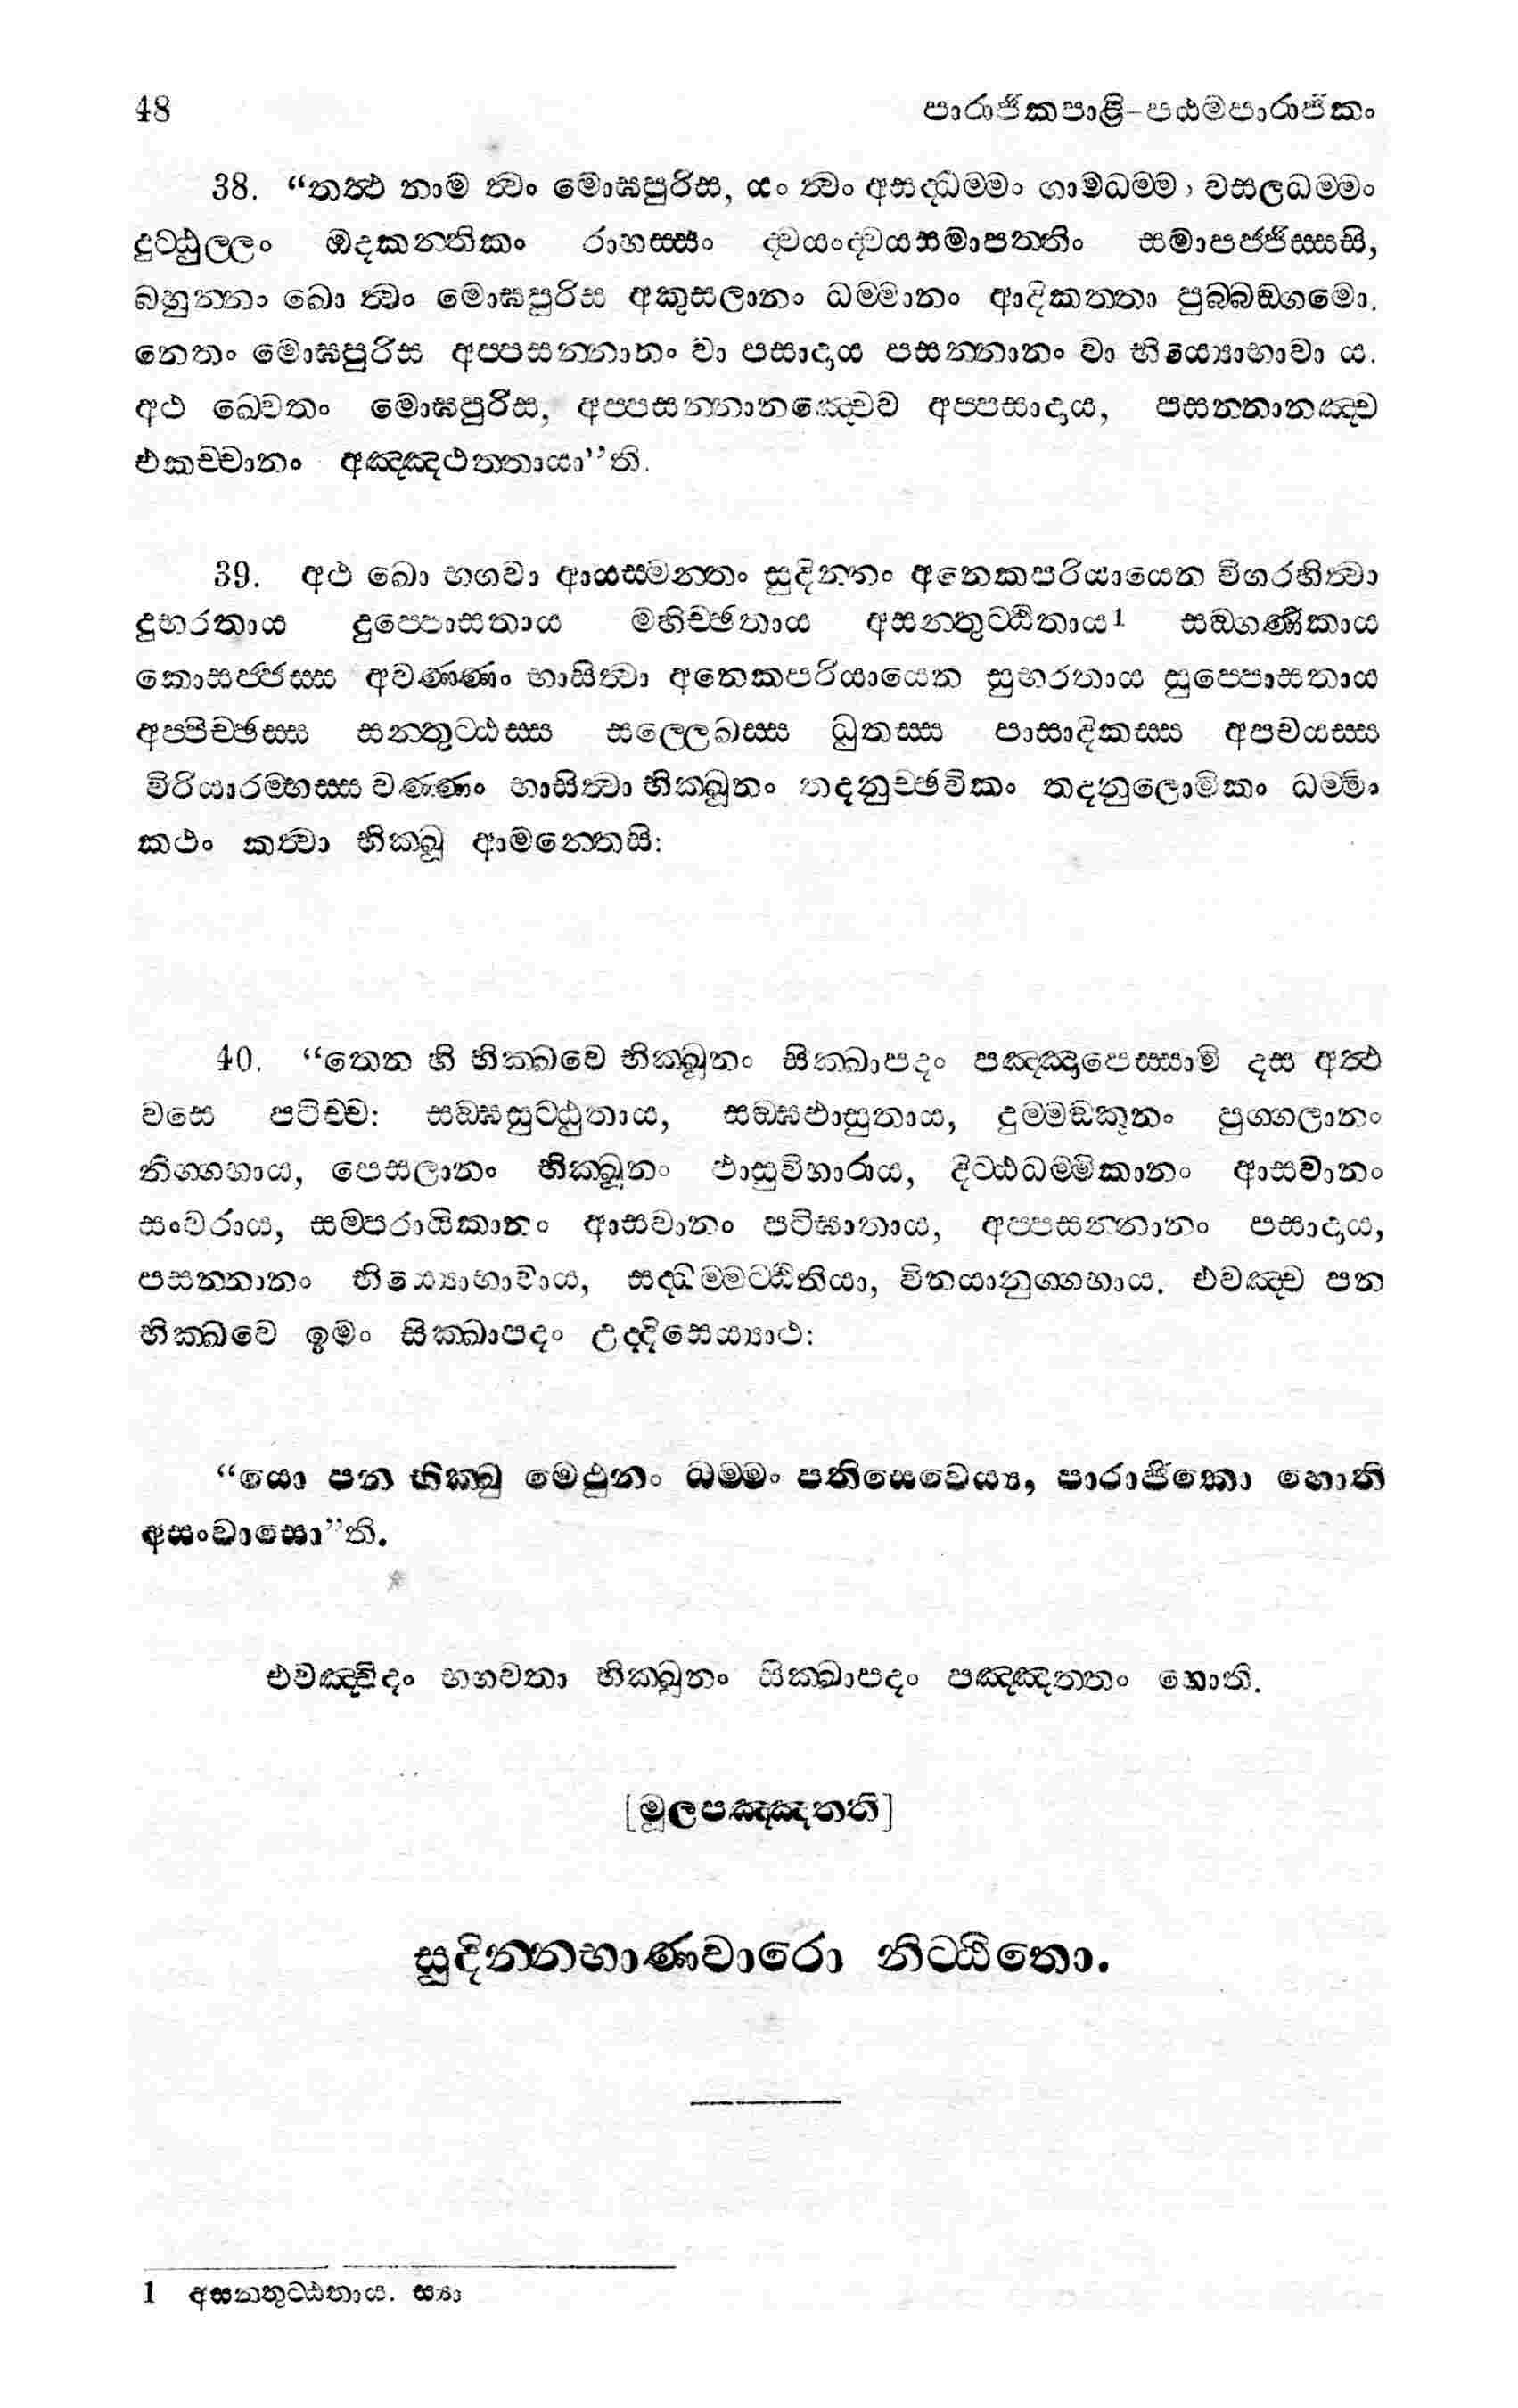 48 පාරාජිකපාළි-පඨමපාරාජිකං
38. “තත්‍ථ නාම ත්‍වං මොඝපුරිස, යං ත්‍වං අසද්ධම්මං ගාමධම්මං වසලධම්මං
දුට්ඨුල්ලං ඔදකන්තිකං රාහස්සං ද්වයංද්වයසමාපත්තිං සමාපජ්ජිස්සසි,
බහුන්නං ඛො ත්‍වං මොඝපුරිස අකුසලානං ධම්මානං ආදිකත්තා පුබ්බඞ්ගමො.
නෙතං මොඝපුරිස අප්පසන්නානං වා පසාදාය පසන්නානං වා භිය්‍යොභාවා ය.
අථ ඛ්වෙතං මොඝපුරිස, අප්පසන්නානඤ්චෙව අප්පසාදාය, පසන්නානඤ්ච
එකච්චානං අඤ්ඤථත්තායා”ති.
39. අථ ඛො භගවා ආයස්මන්තං සුදින්නං අනෙකපරියායෙන විගරහිත්‍වා
දුභරතාය දුප්පොසතාය මහිච්ඡතාය අසන්තුට්ඨිතාය1 සඞ්ගණිකාය
කොසජ්ජස්ස අවණ්ණං භාසිත්‍වා අනෙකපරියායෙන සුභරතාය සුප්පොසතාය
අප්පිච්ඡස්ස සන්තුට්ඨස්ස සල්ලෙඛස්ස ධුතස්ස පාසාදිකස්ස අපචයස්ස
විරියාරම්භස්ස වණ්ණං භාසිත්‍වා භික්ඛූනං තදනුච්ඡවිකං තදනුලොමිකං ධම්මිං
කථං කත්‍වා භික්ඛූ ආමන්තෙසි:
40. “තෙන හි භික්ඛවෙ භික්ඛූනං සික්ඛාපදං පඤ්ඤාපෙස්සාමි දස අත්‍ථ
වසෙ පටිච්ච: සඞ්ඝසුට්ඨුතාය, සඞ්ඝඵාසුතාය, දුම්මඞ්කූනං පුග්ගලානං
නිග්ගහාය, පෙසලානං භික්ඛූනං ඵාසුවිහාරාය, දිට්ඨධම්මිකානං ආසවානං
සංවරාය, සම්පරායිකානං ආසවානං පටිඝාතාය, අප්පසන්නානං පසාදාය,
පසන්නානං භිය්‍යොභාවාය, සද්ධම්මට්ඨිතියා, විනයානුග්ගහාය. එවඤ්ච පන
භික්ඛවෙ ඉමං සික්ඛාපදං උද්දිසෙය්‍යාථ:
“යො පන භික්ඛු මෙථුනං ධම්මං පතිසෙවෙය්‍ය, පාරාජිකො හොති
අසංවාසො”ති.
එවඤ්චිදං භගවතා භික්ඛූනං සික්ඛාපදං පඤ්ඤත්තං හොති.
[මූලපඤ්ඤත්ති]
සුදින්නභාණවාරො නිට්ඨිතො.
1 අසන්තුට්ඨතාය. ස්‍යා